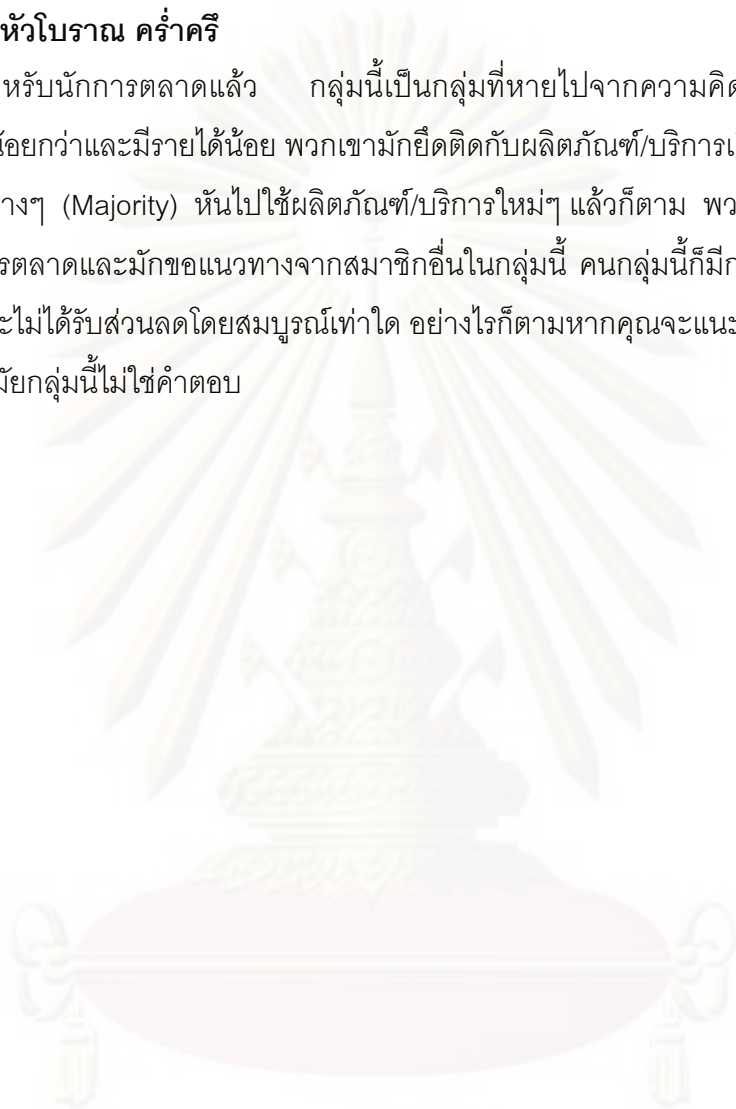 หัวโบราณ คร่ำครึ
หรับนักการตลาดแล้ว กลุ่มนี้เป็นกลุ่มที่หายไปจากความคิด
น้อยกว่าและมีรายได้น้อย พวกเขามักยึดติดกับผลิตภัณฑ์/บริการเ
างๆ (Majority) หันไปใช้ผลิตภัณฑ์/บริการใหม่ๆ แล้วก็ตาม พว
รตลาดและมักขอแนวทางจากสมาชิกอื่นในกลุ่มนี้ คนกลุ่มนี้ก็มีก
ะไม่ได้รับส่วนลดโดยสมบูรณ์เท่าใด อย่างไรก็ตามหากคุณจะแนะ
มัยกลุ่มนี้ไม่ใช่คำตอบ